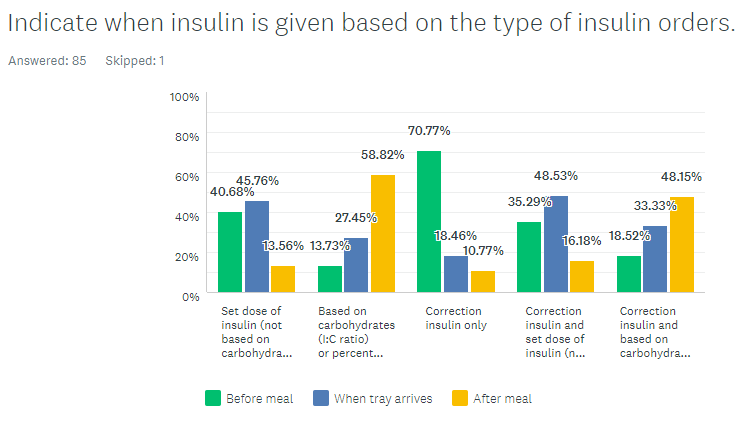 Indicate when insulin is given based on the type of insulin orders.
Answered: 85 Skipped: 1
100%
80%
60%
40%
20%
0%
40.68%
45.76%
13.56%
13.73%
27.45%
58.82%
70.77%
18.46%
10.77%
35.29%
48.53%
16.18%
18.52%
33.33%
48.15%
Set dose of
insulin (not
based on
carbohydra...
Based on
carbohydrates
(I:C ratio)
or percent...
Correction
insulin only
Correction
insulin and
set dose of
insulin (n...
Correction
insulin and
based on
carbohydra...
Before meal
When tray arrives
After meal